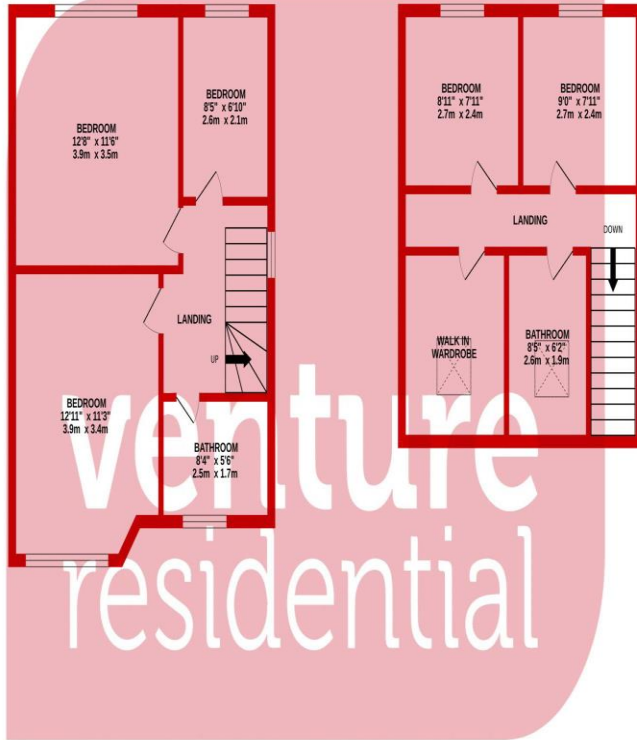 BEDROOM
12'8" x 11'6"
3.9m x 3.5m
BEDROOM
8'5" x 6'10"
2.6m x 2.1m
LANDING
UP
BEDROOM
12'11" x 11'3"
3.9m x 3.4m
BATHROOM
8'4" x 5'6"
2.5m x 1.7m
BEDROOM
8'11" x 7'11"
2.7m x 2.4m
BEDROOM
9'0" x 7'11"
2.7m x 2.4m
LANDING
DOWN
WALK IN
WARDROBE
BATHROOM
8'5" x 6'2"
2.6m x 1.9m
venture
residential